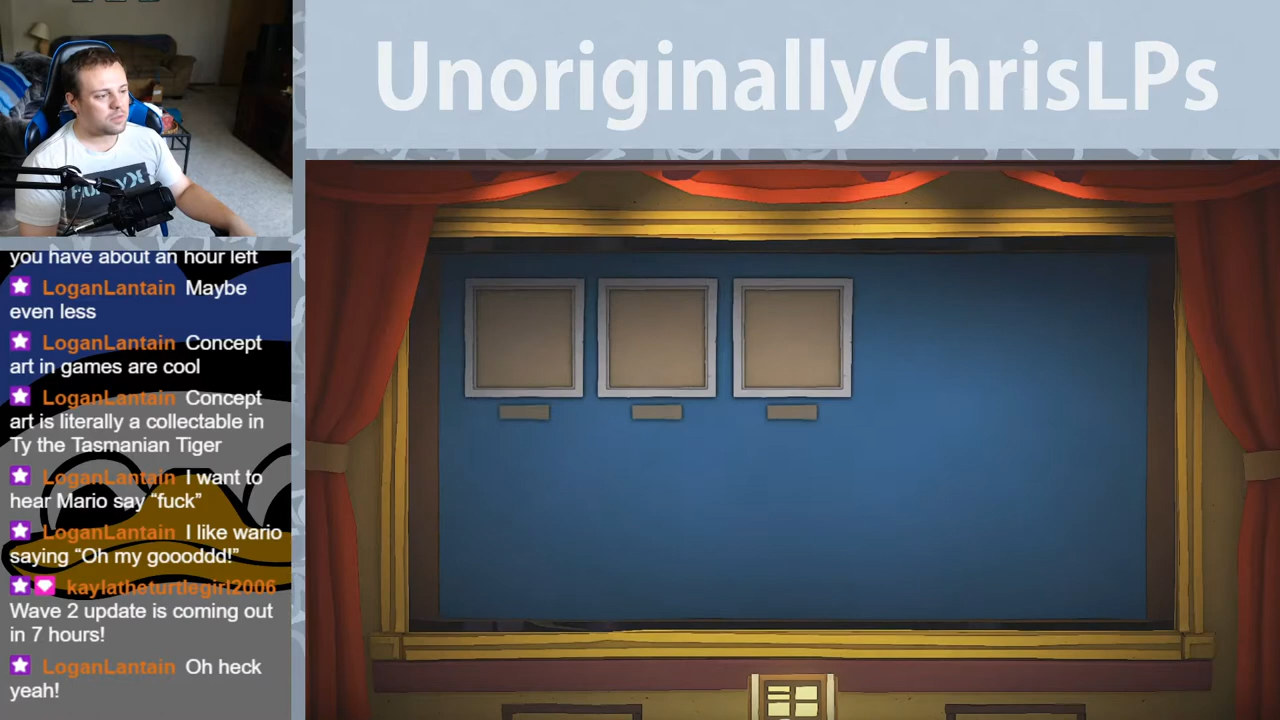 UnoriginallyChrisLPs
you have about an hour left
LoganLantain Maybe
even less
LoganLantain Concept
art in games are cool
LoganLantain Concept
art is literally a collectable in
Ty the Tasmanian Tiger
LoganLantain I want to
hear Mario say “fuck”
LoganLantain I like wario
saying “Oh my goooddd!”
kaylatheturtlegirl2006
Wave 2 update is coming out
in 7 hours!
LoganLantain Oh heck
yeah!